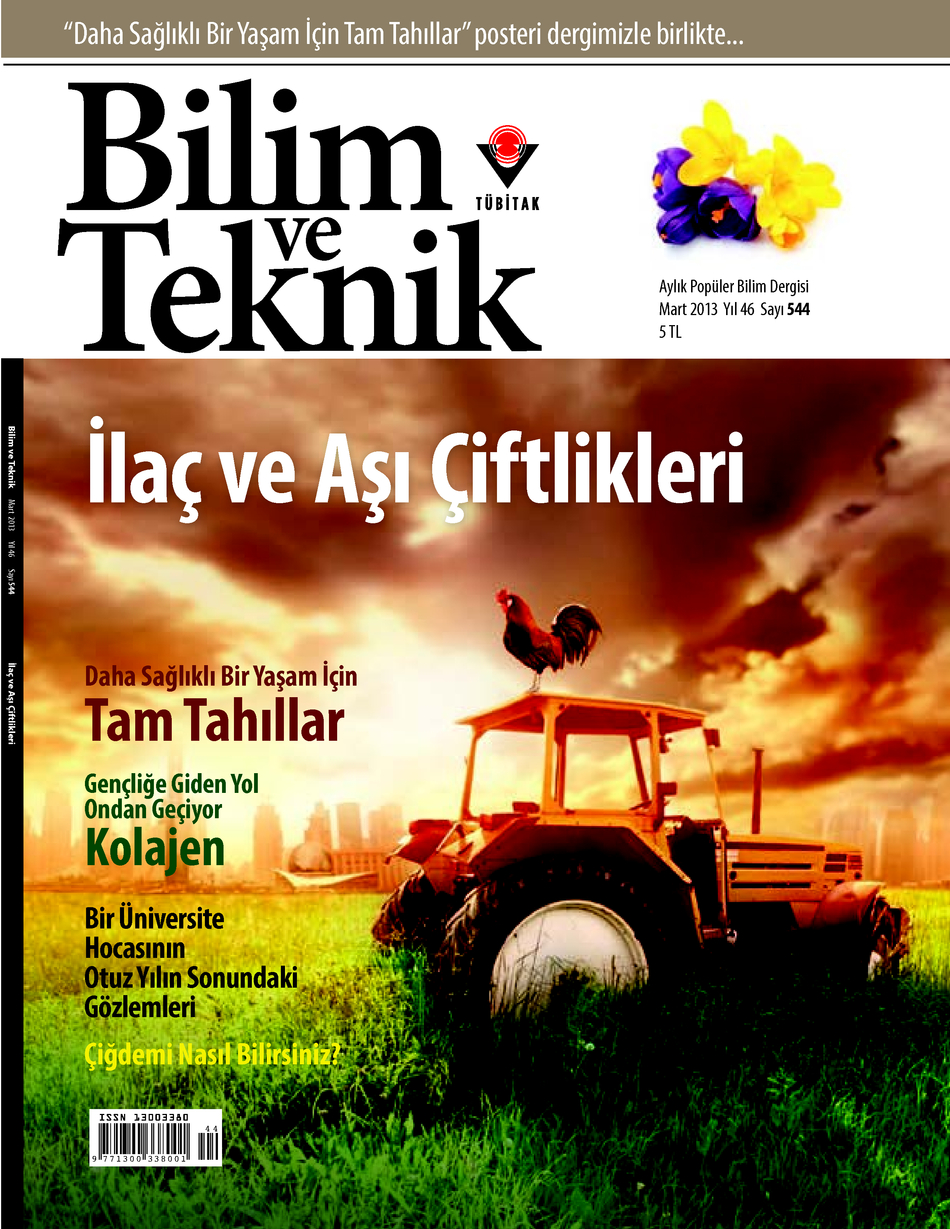 “Daha Sağlıklı Bir Yaşam İçin Tam Tahıllar” posteri dergimizle birlikte...
Bilim
ve
Teknik
TÜBİTAK
Aylık Popüler Bilim Dergisi
Mart 2013 Yıl 46 Sayı 544
5 TL
Bilim ve Teknik Mart 2013 Yıl 46 Sayı 544
İlaç ve Aşı Çiftlikleri
İlaç ve Aşı Çiftlikleri
Daha Sağlıklı Bir Yaşam İçin
Tam Tahıllar
Gençliğe Giden Yol
Ondan Geçiyor
Kolajen
Bir Üniversite
Hocasının
Otuz Yılın Sonundaki
Gözlemleri
Çiğdemi Nasıl Bilirsiniz?
ISSN 13003380
44
9 771300 338001